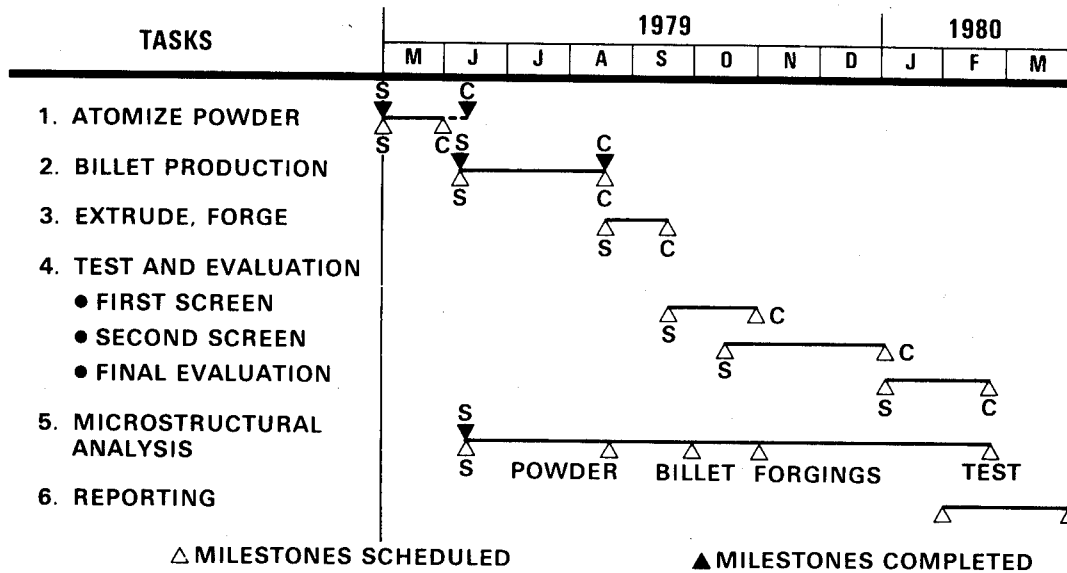 TASKS
1979
1980
M J J A S O N D J F M
S C
1. ATOMIZE POWDER
S C S C
2. BILLET PRODUCTION
S C
3. EXTRUDE, FORGE
S C
4. TEST AND EVALUATION
● FIRST SCREEN
C
S
● SECOND SCREEN
C
S
● FINAL EVALUATION
S C
5. MICROSTRUCTURAL
S
ANALYSIS
S POWDER BILLET FORGINGS TEST
6. REPORTING
△ MILESTONES SCHEDULED ▲ MILESTONES COMPLETED